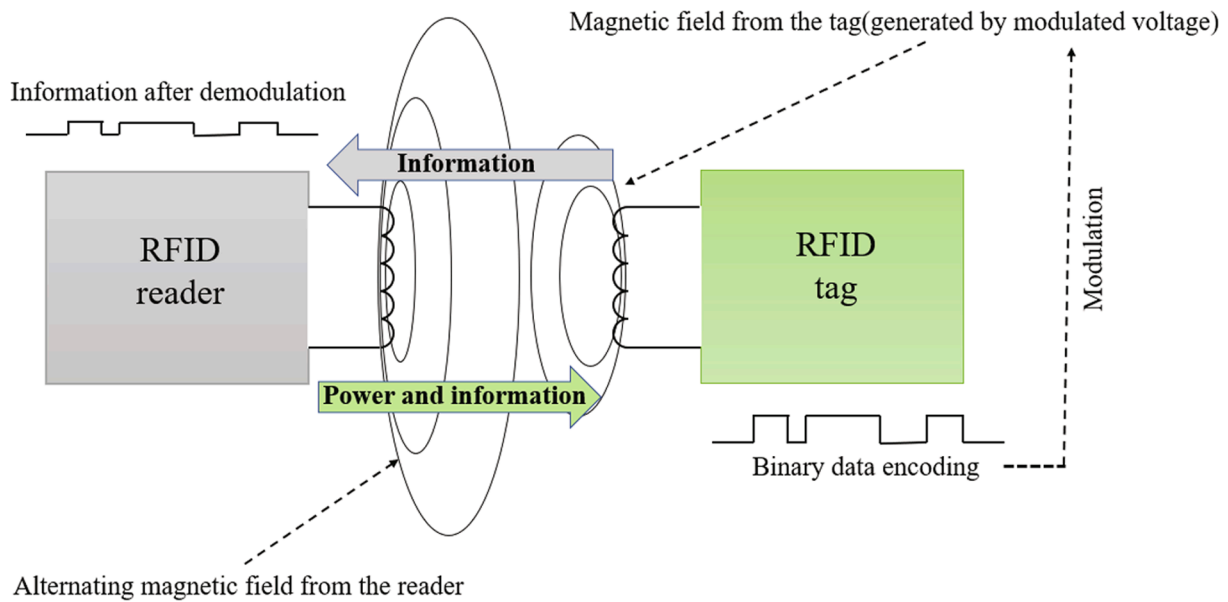 Magnetic field from the tag(generated by modulated voltage)
Information after demodulation
Information
RFID
reader
RFID
tag
Modulation
Power and information
Binary data encoding
Alternating magnetic field from the reader